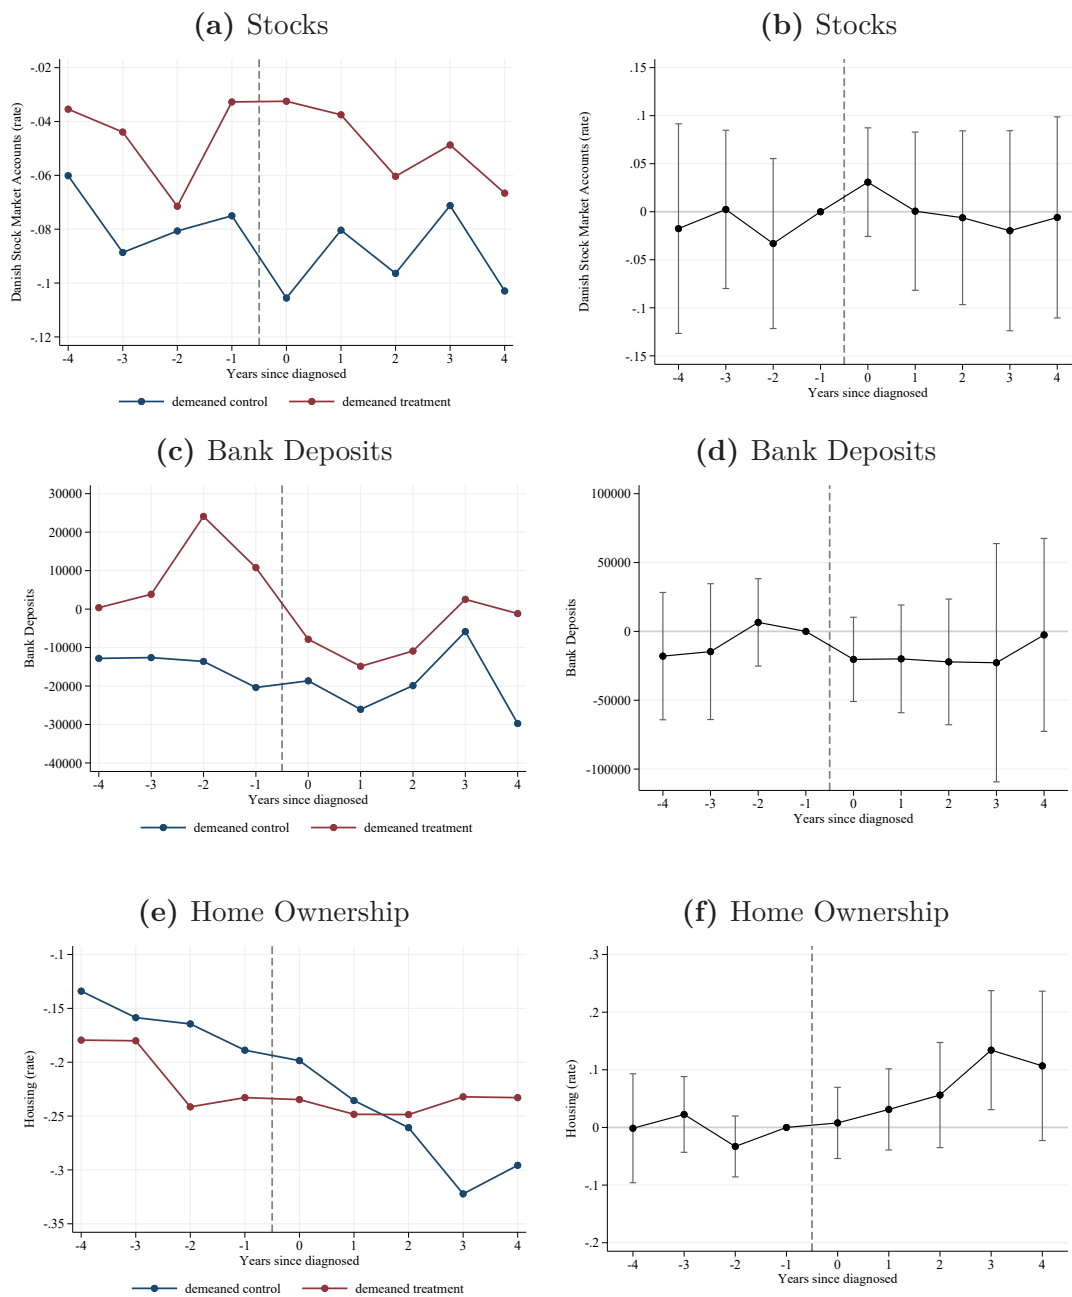 (a) Stocks
-.02
-.04
-.06
-.08
-.1
-.12
Danish Stock Market Accounts (rate)
-4 -3 -2 -1 0 1 2 3 4
Years since diagnosed
demeaned control demeaned treatment
(b) Stocks
.15
.1
.05
0
-.05
-.1
-.15
Danish Stock Market Accounts (rate)
-4 -3 -2 -1 0 1 2 3 4
Years since diagnosed
(c) Bank Deposits
30000
20000
10000
0
-10000
-20000
-30000
-40000
Bank Deposits
-4 -3 -2 -1 0 1 2 3 4
Years since diagnosed
demeaned control demeaned treatment
(d) Bank Deposits
100000
50000
0
-50000
-100000
Bank Deposits
-4 -3 -2 -1 0 1 2 3 4
Years since diagnosed
(e) Home Ownership
-.1
-.15
-.2
-.25
-.3
-.35
Housing (rate)
-4 -3 -2 -1 0 1 2 3 4
Years since diagnosed
demeaned control demeaned treatment
(f) Home Ownership
.3
.2
.1
0
-.1
-.2
Housing (rate)
-4 -3 -2 -1 0 1 2 3 4
Years since diagnosed